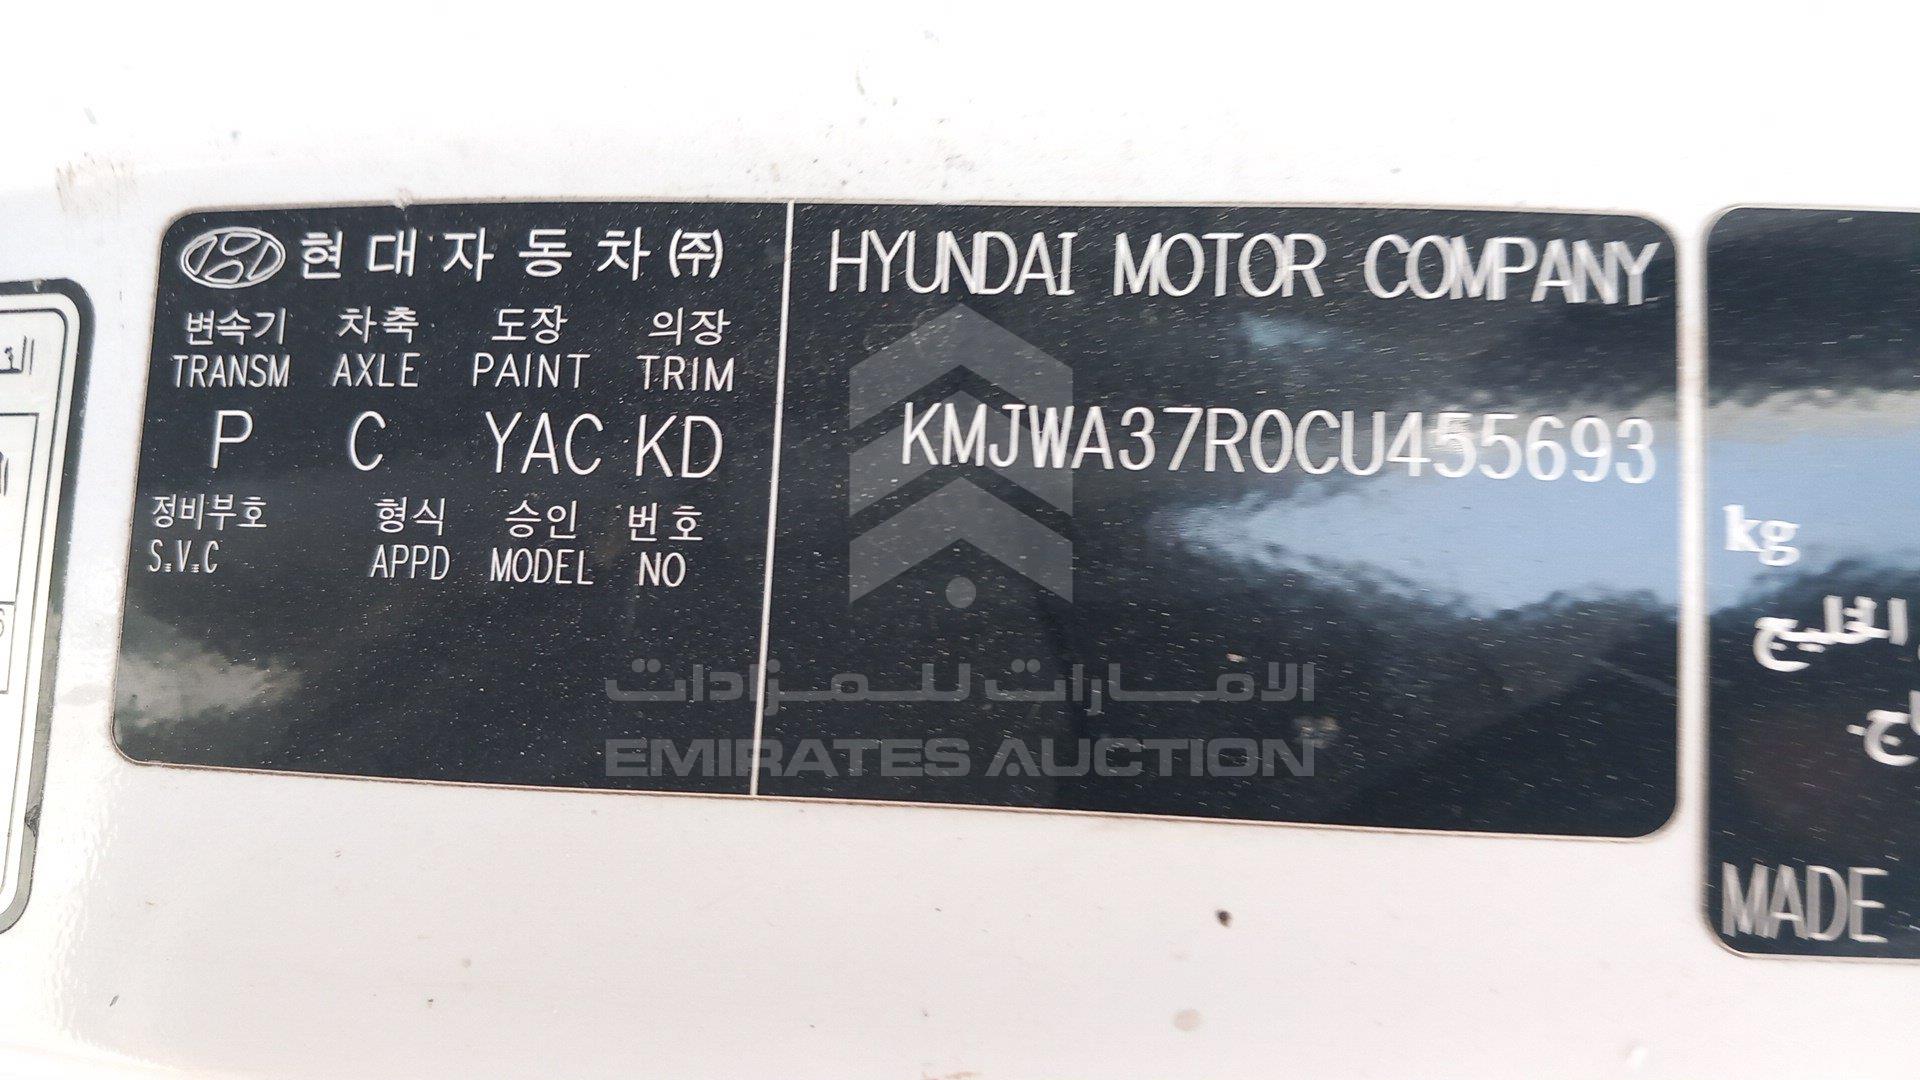 현대자동차㈜
변속기 차축 도장 의장
TRANSM AXLE PAINT TRIM
P C YAC KD
정비부호 형식 승인 번호
S.V.C APPD MODEL NO
HYUNDAI MOTOR COMPANY
KMJWA37R0CU455693
الامارات للمزادات
EMIRATES AUCTION
kg
الخليج
MADE